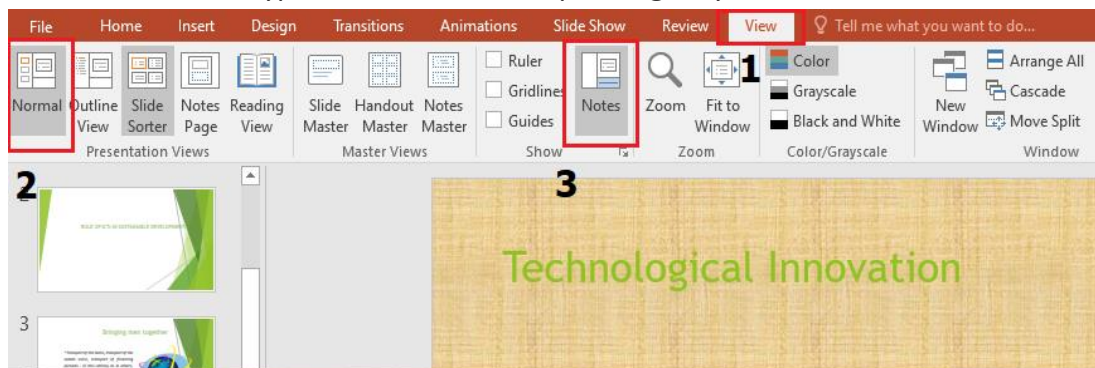 File Home Insert Design Transitions Animations Slide Show Review View Tell me what you want to do...
Normal Outline View Slide Sorter Notes Page Reading View
Presentation Views
Slide Master Handout Master Notes Master
Master Views
Ruler
Gridlines
Guides
Show
Notes
Zoom Fit to Window
Zoom
1
Color
Grayscale
Black and White
Color/Grayscale
New Window
Arrange All
Cascade
Move Split
Window
2
3
Technological Innovation
3
Bringing men together